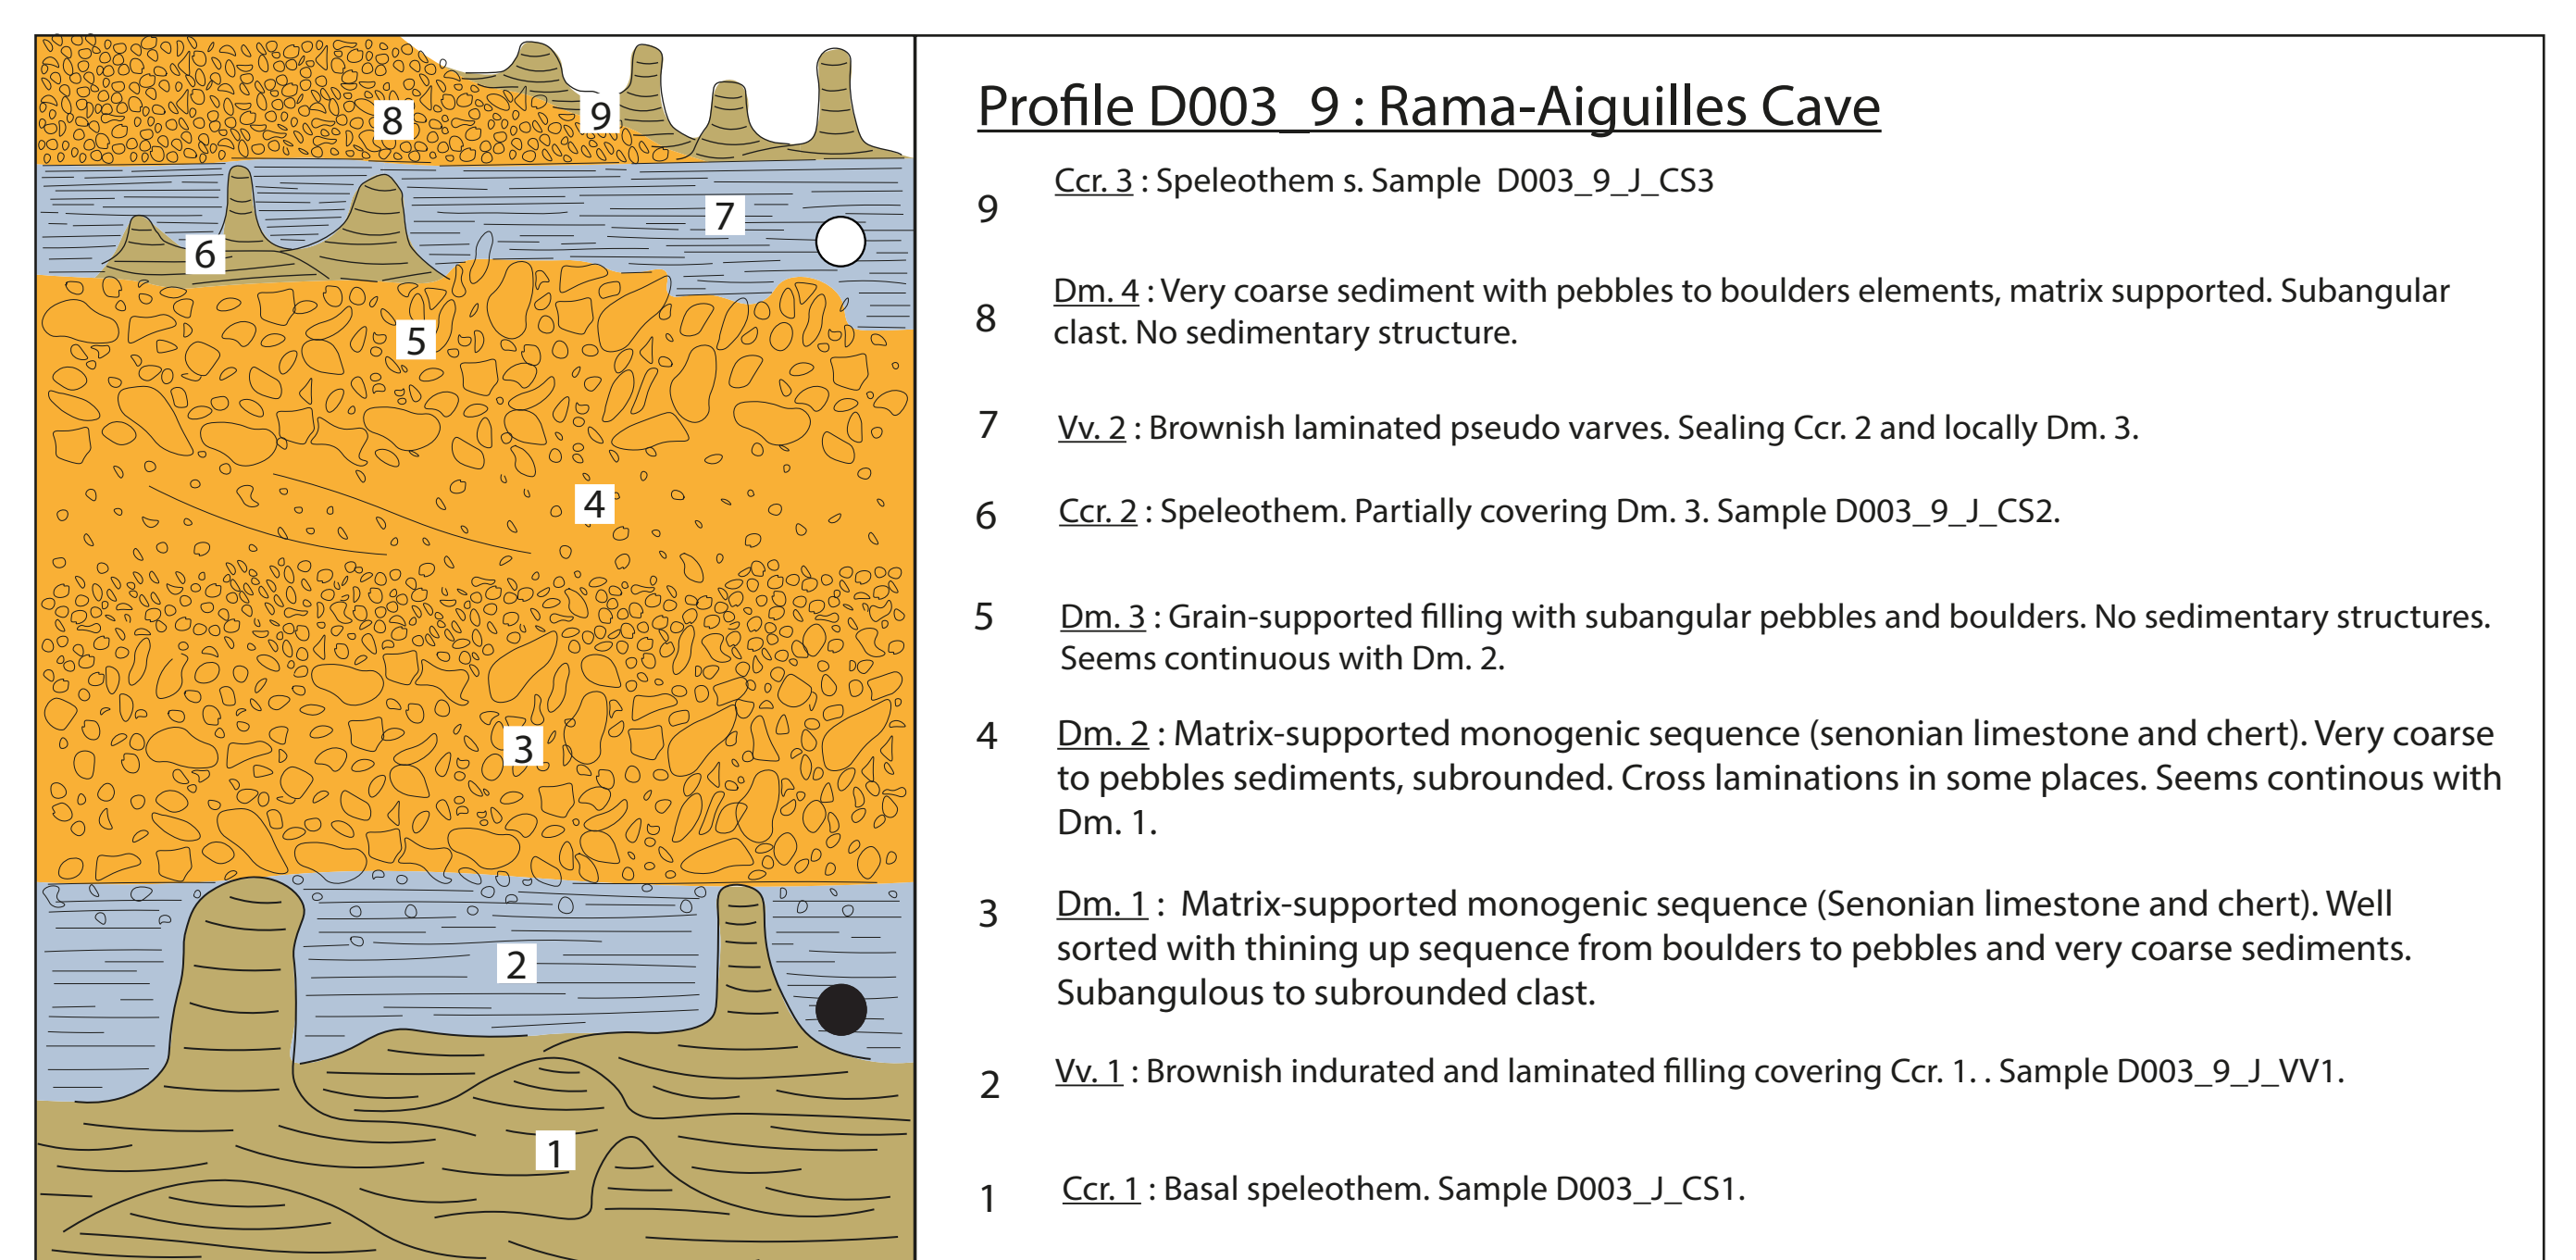 8
9
7
6
5
4
3
2
1
Profile D003_9 : Rama-Aiguilles Cave
9 Ccr. 3 : Speleothem s. Sample D003_9_J_CS3
8 Dm. 4 : Very coarse sediment with pebbles to boulders elements, matrix supported. Subangular
clast. No sedimentary structure.
7 Vv. 2 : Brownish laminated pseudo varves. Sealing Ccr. 2 and locally Dm. 3.
6 Ccr. 2 : Speleothem. Partially covering Dm. 3. Sample D003_9_J_CS2.
5 Dm. 3 : Grain-supported filling with subangular pebbles and boulders. No sedimentary structures.
Seems continuous with Dm. 2.
4 Dm. 2 : Matrix-supported monogenic sequence (senonian limestone and chert). Very coarse
to pebbles sediments, subrounded. Cross laminations in some places. Seems continous with
Dm. 1.
3 Dm. 1 : Matrix-supported monogenic sequence (Senonian limestone and chert). Well
sorted with thining up sequence from boulders to pebbles and very coarse sediments.
Subangulous to subrounded clast.
2 Vv. 1 : Brownish indurated and laminated filling covering Ccr. 1. . Sample D003_9_J_VV1.
1 Ccr. 1 : Basal speleothem. Sample D003_J_CS1.